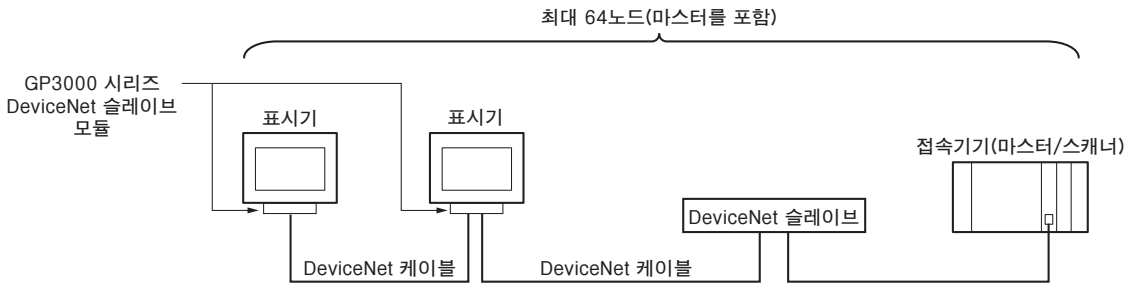 최대 64노드(마스터를 포함)
GP3000 시리즈
DeviceNet 슬레이브
모듈
표시기
표시기
접속기기(마스터/스캐너)
DeviceNet 슬레이브
DeviceNet 케이블
DeviceNet 케이블